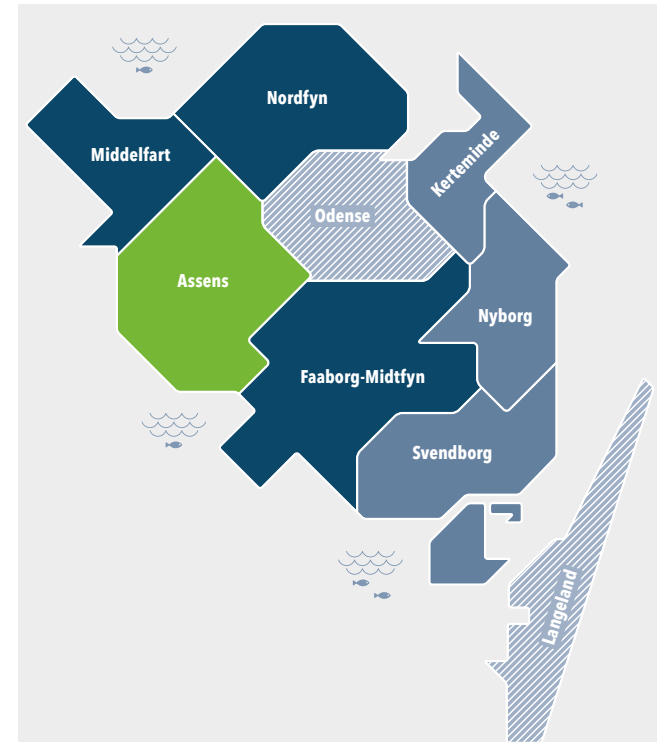 Nordfyn
Middelfart
Kerteminde
Odense
Assens
Nyborg
Faaborg-Midtfyn
Svendborg
Langeland